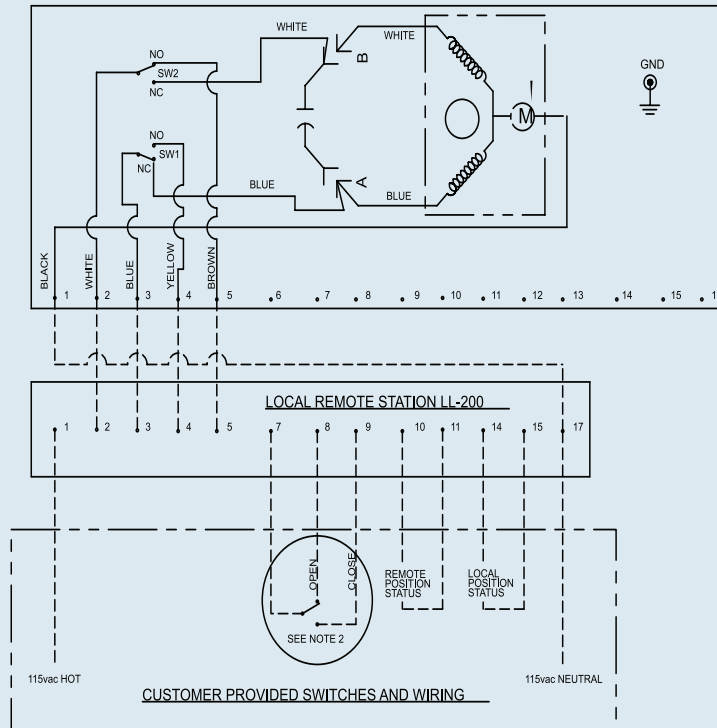 WHITE
WHITE
GND
NO
SW2
NC
B
M
NO
SW1
NC
A
BLUE
BLUE
BLACK
WHITE
BLUE
YELLOW
BROWN
1 2 3 4 5 6 7 8 9 10 11 12 13 14 15
LOCAL REMOTE STATION LL-200
1 2 3 4 5 7 8 9 10 11 14 15 17
OPEN
CLOSE
REMOTE
POSITION
STATUS
LOCAL
POSITION
STATUS
SEE NOTE 2
115vac HOT
115vac NEUTRAL
CUSTOMER PROVIDED SWITCHES AND WIRING